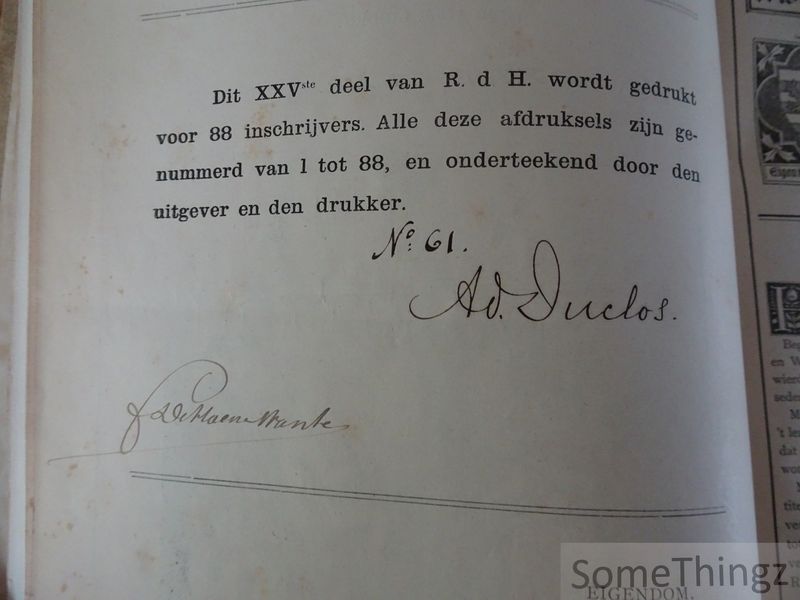 Dit XXVste deel van R. d H. wordt gedrukt
voor 88 inschrijvers. Alle deze afdruksels zijn ge-
nummerd van 1 tot 88, en onderteekend door den
uitgever en den drukker.
No. 61.
Ad. Duclos.
EIGENDOM.
SomeThingz